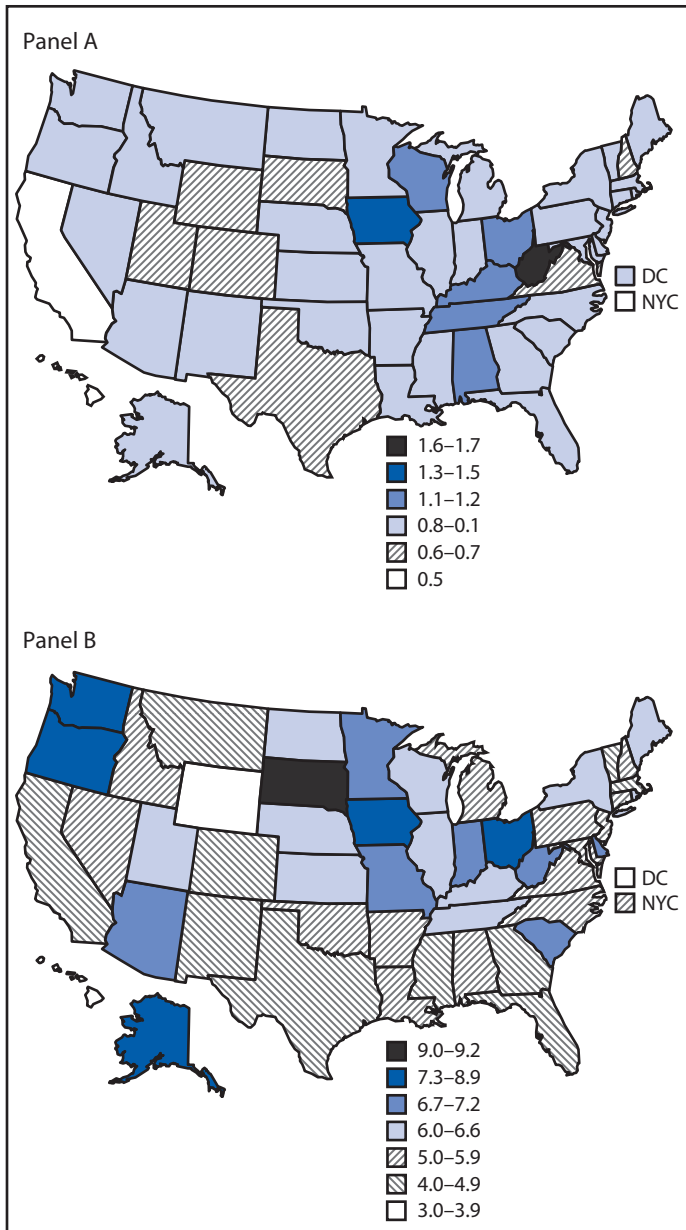 Panel A
DC
NYC
1.6–1.7
1.3–1.5
1.1–1.2
0.8–0.1
0.6–0.7
0.5
Panel B
DC
NYC
9.0–9.2
7.3–8.9
6.7–7.2
6.0–6.6
5.0–5.9
4.0–4.9
3.0–3.9